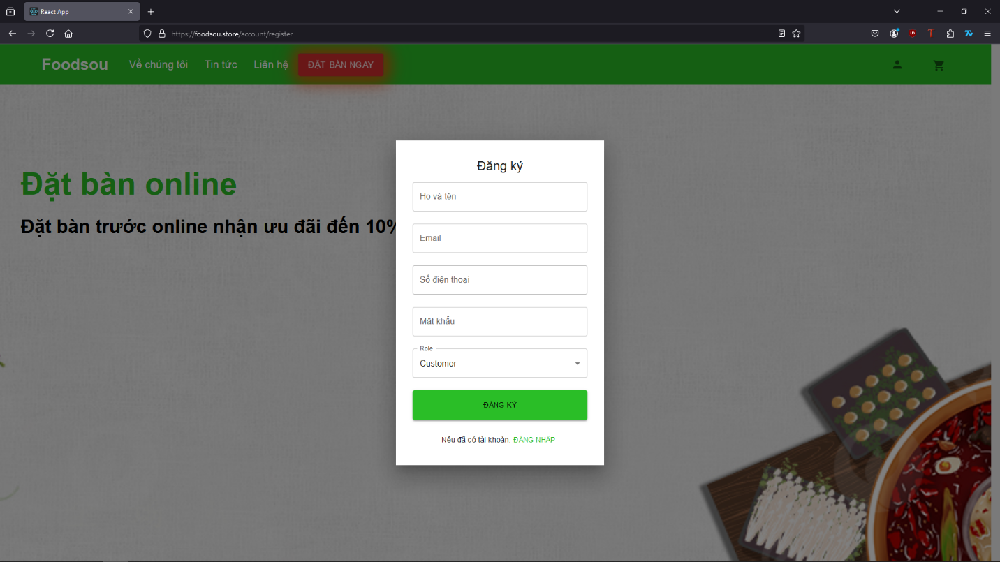 React App
https://foodsou.store/account/register
Foodsou
Về chúng tôi
Tin tức
Liên hệ
ĐẶT BÀN NGAY
Đặt bàn online
Đặt bàn trước online nhận ưu đãi đến 10%
Đăng ký
Họ và tên
Email
Số điện thoại
Mật khẩu
Role
Customer
ĐĂNG KÝ
Nếu đã có tài khoản. ĐĂNG NHẬP